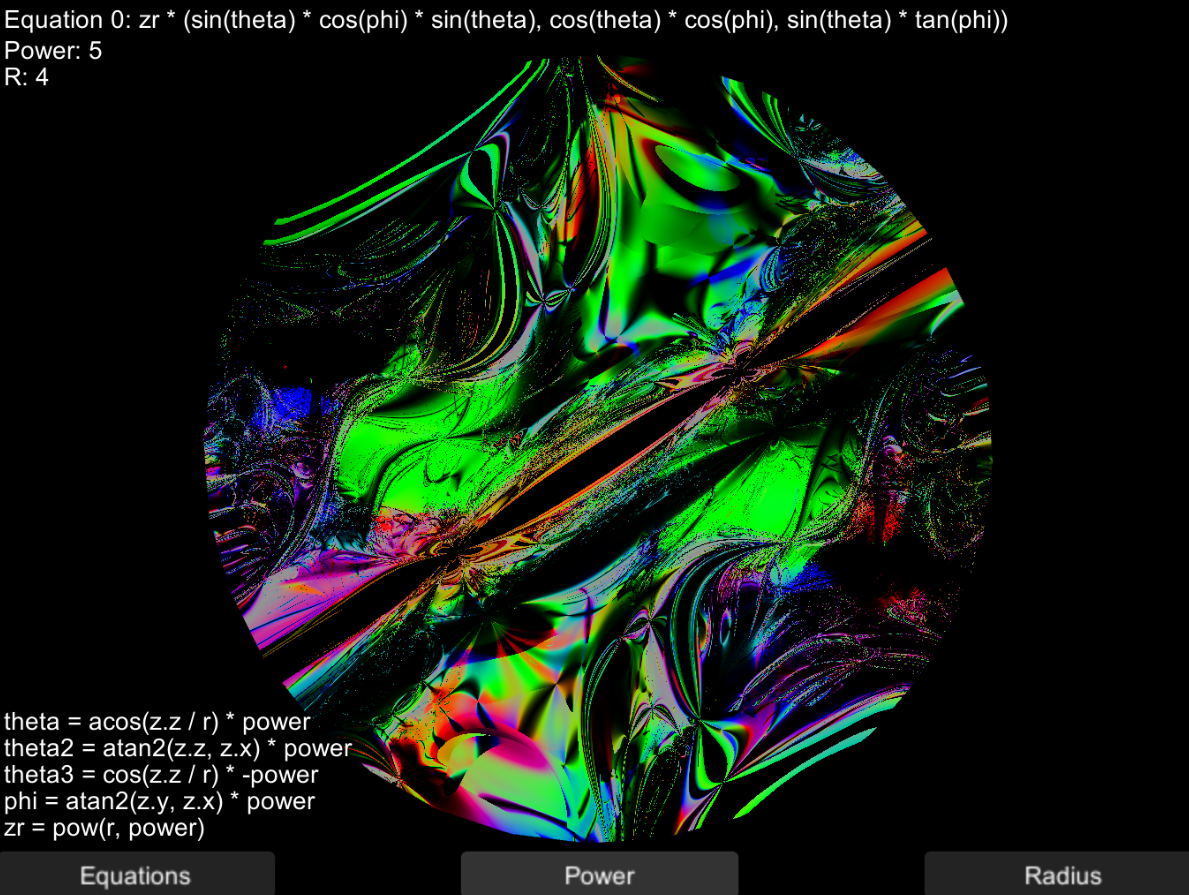 Equation 0: zr * (sin(theta) * cos(phi) * sin(theta), cos(theta) * cos(phi), sin(theta) * tan(phi))
Power: 5
R: 4
theta = acos(z.z / r) * power
theta2 = atan2(z.z, z.x) * power
theta3 = cos(z.z / r) * -power
phi = atan2(z.y, z.x) * power
zr = pow(r, power)
Equations
Power
Radius